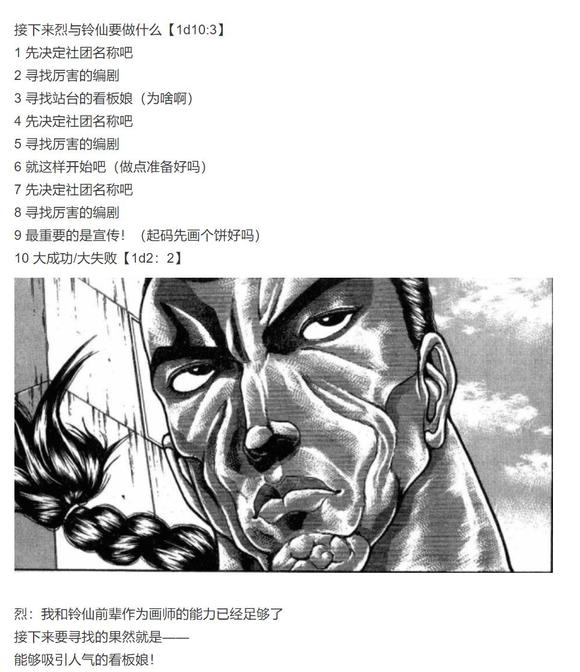 接下来烈与铃仙要做什么【1d10:3】
1 先决定社团名称吧
2 寻找厉害的编剧
3 寻找站台的看板娘（为啥啊）
4 先决定社团名称吧
5 寻找厉害的编剧
6 就这样开始吧（做点准备好吗）
7 先决定社团名称吧
8 寻找厉害的编剧
9 最重要的是宣传！（起码先画个饼好吗）
10 大成功/大失败【1d2：2】
烈：我和铃仙前辈作为画师的能力已经足够了
接下来要寻找的果然就是——
能够吸引人气的看板娘！